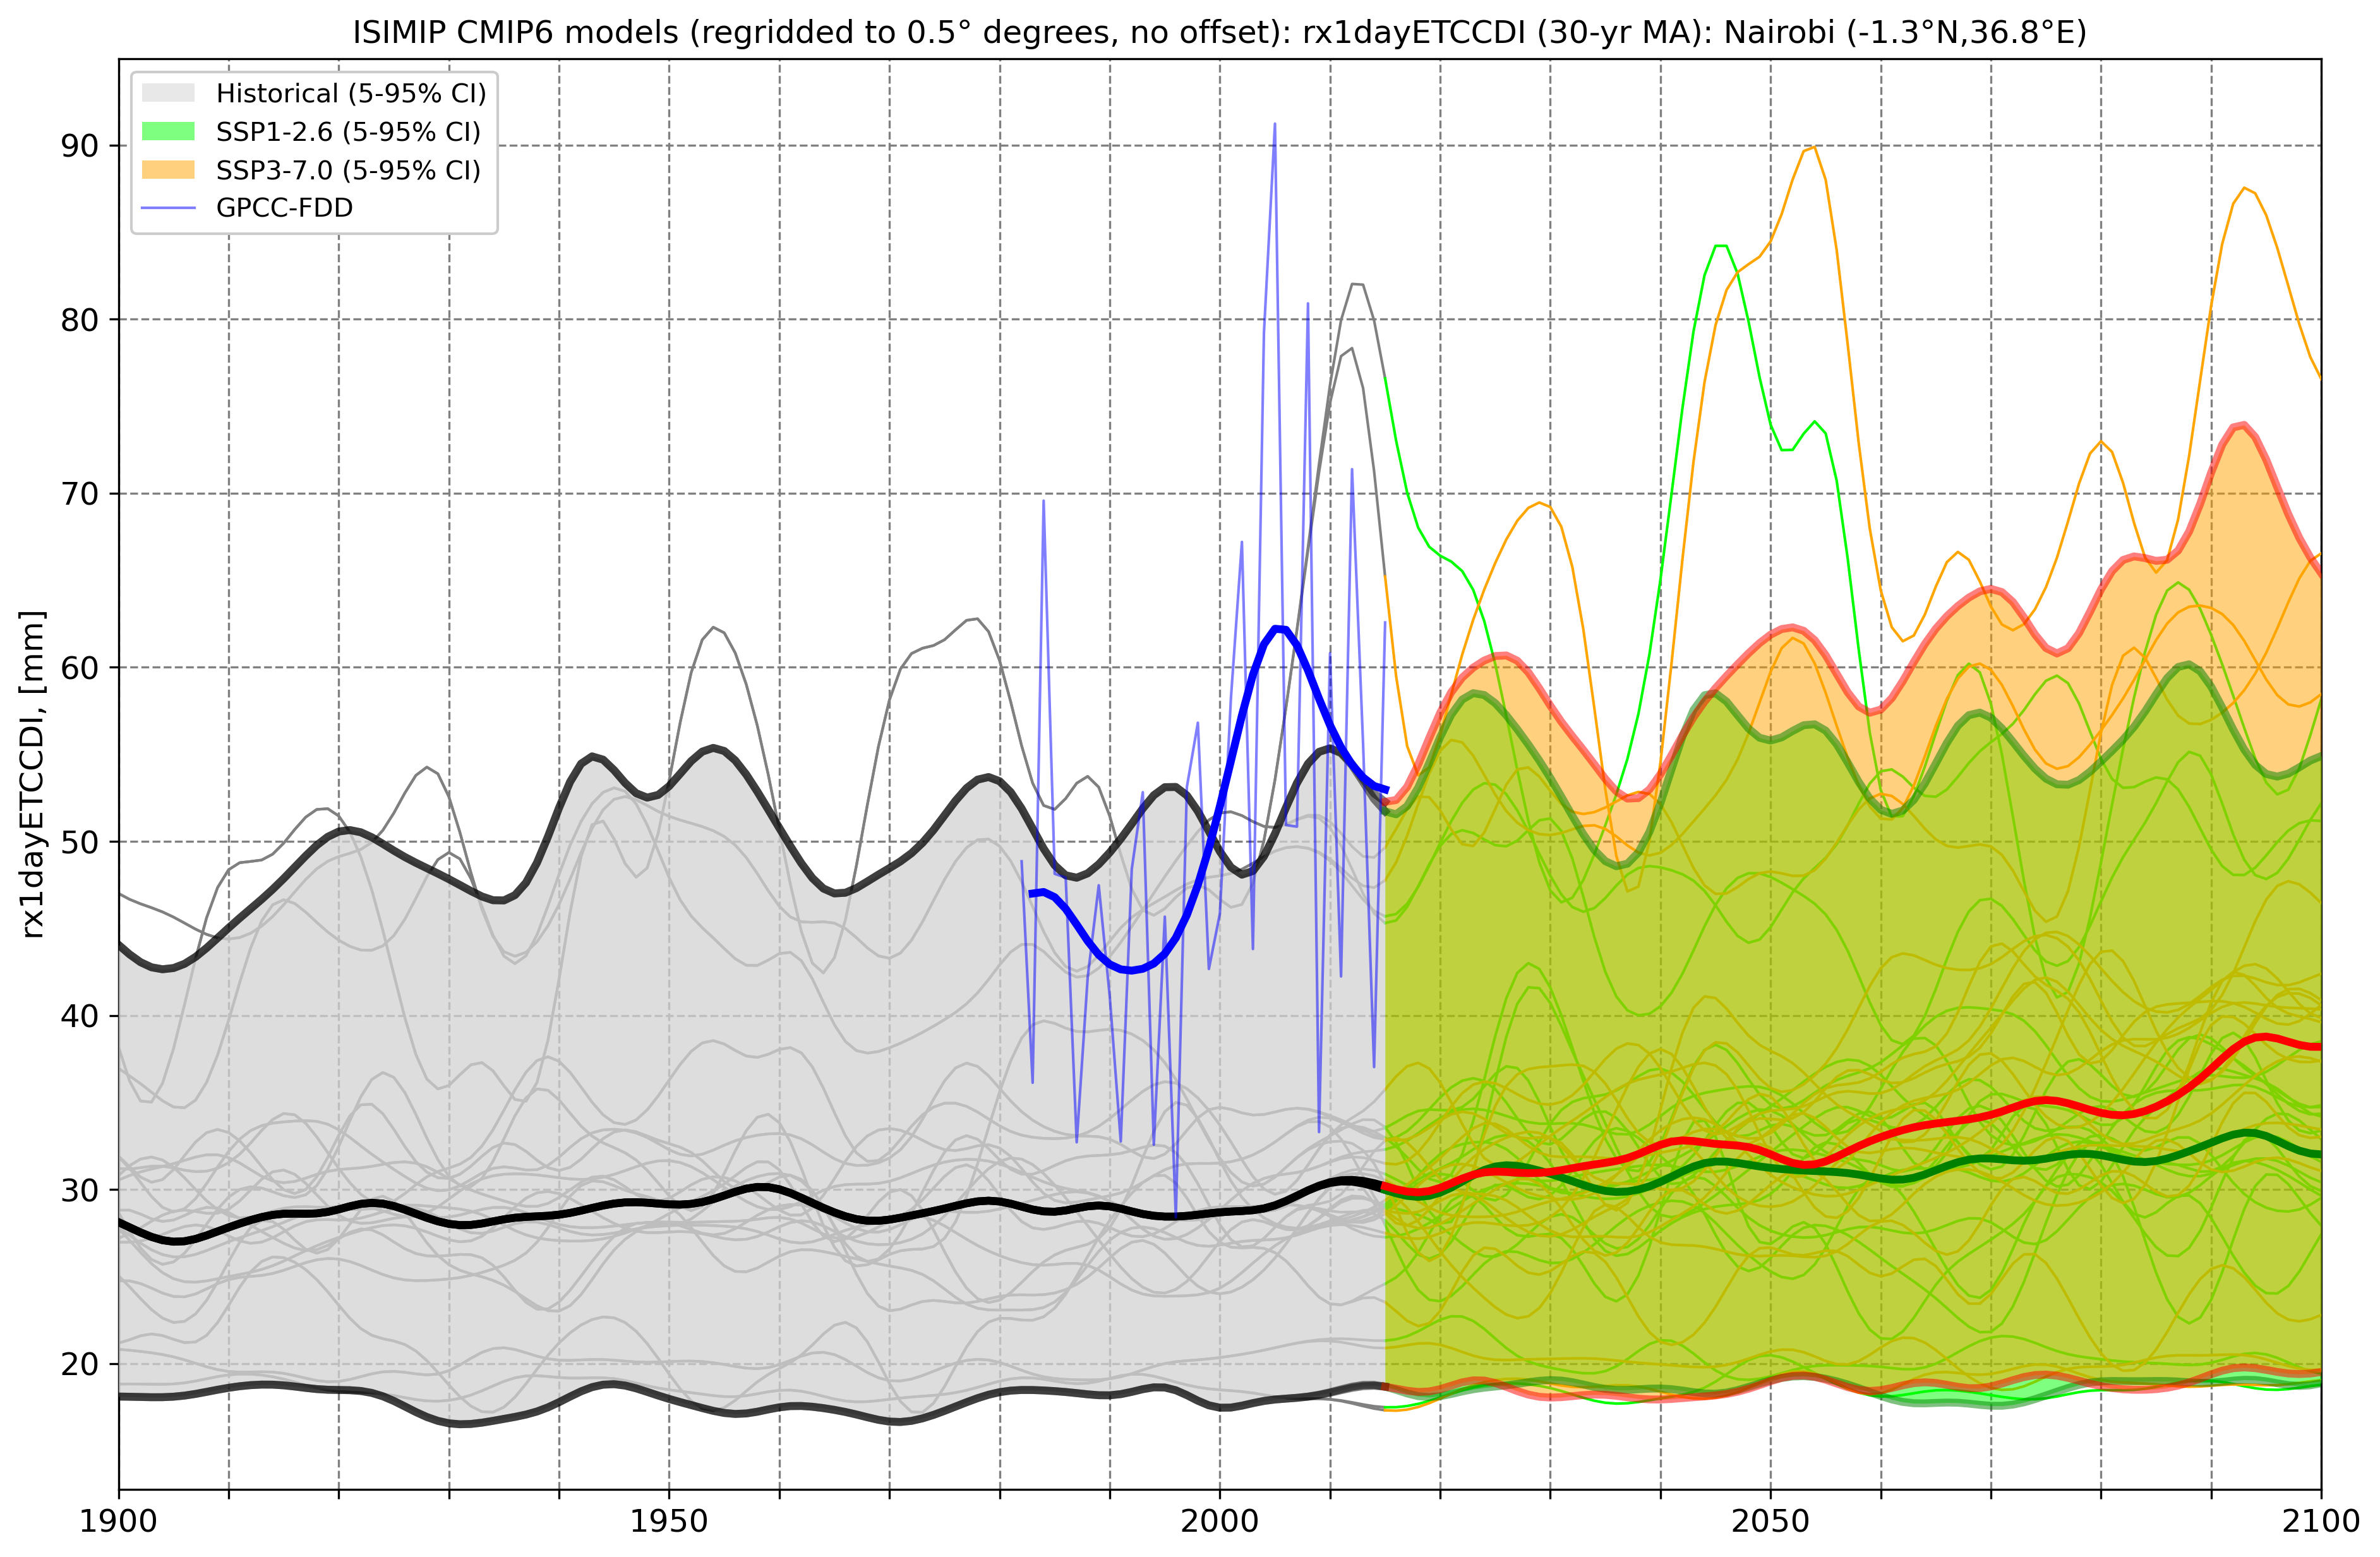 ISIMIP CMIP6 models (regridded to 0.5° degrees, no offset): rx1dayETCCDI (30-yr MA): Nairobi (-1.3°N,36.8°E)
Historical (5-95% CI)
SSP1-2.6 (5-95% CI)
SSP3-7.0 (5-95% CI)
GPCC-FDD
rx1dayETCCDI, [mm]
90
80
70
60
50
40
30
20
1900
1950
2000
2050
2100